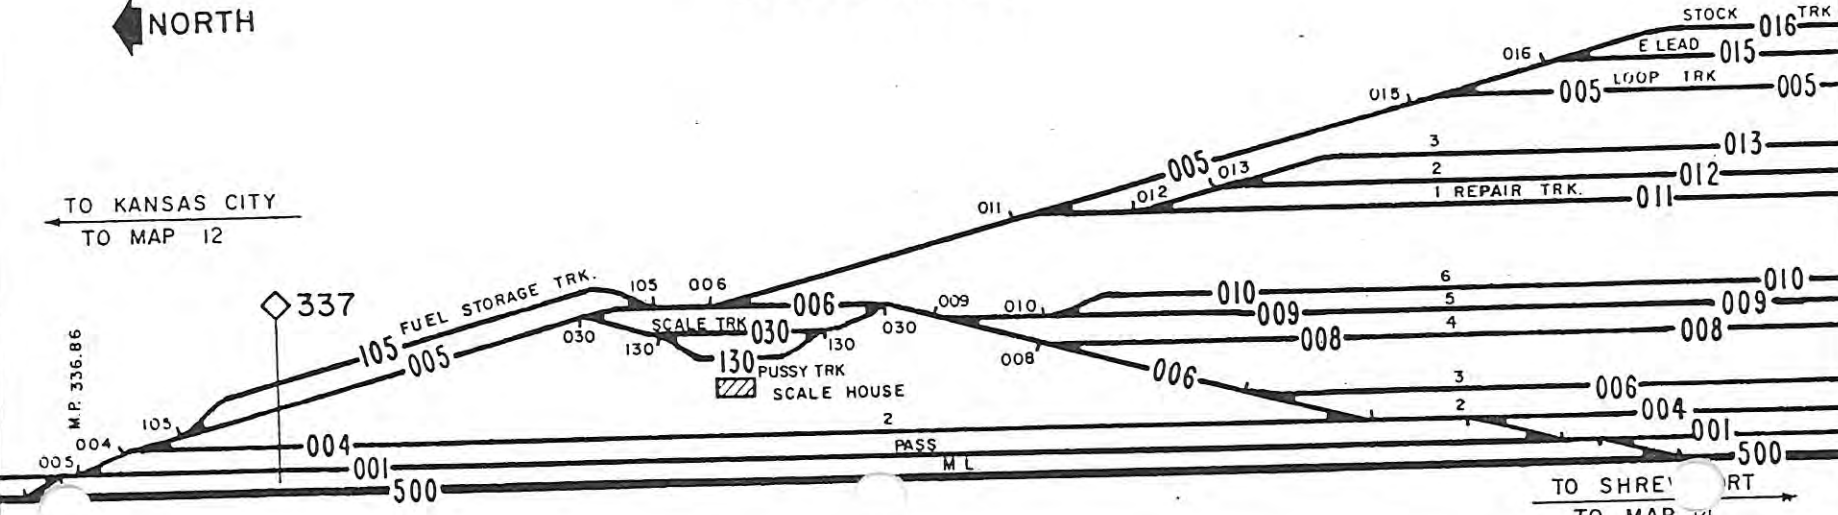 NORTH
STOCK 016 TRK
016
E LEAD 015
015
005 LOOP TRK 005
005
3 013
013
2 012
012
1 REPAIR TRK. 011
011
TO KANSAS CITY
TO MAP 12
337
FUEL STORAGE TRK.
105
105
105
005
105 006
006
6
010 010
009 010
5
009 009
030
SCALE TRK 030
030
130 130
130
PUSSY TRK
SCALE HOUSE
4
008 008
008
006
3 006
M.P. 336.86
2 004
004
004 2
005
PASS 001
001
M L
500 500
TO SHREV RT
TO MAP